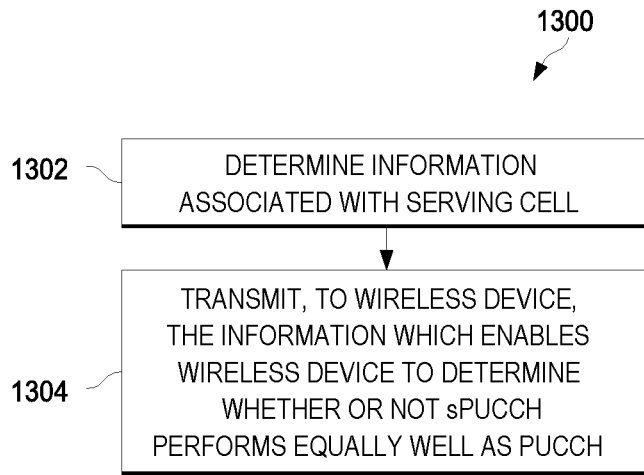 1300
1302
DETERMINE INFORMATION
ASSOCIATED WITH SERVING CELL
1304
TRANSMIT, TO WIRELESS DEVICE,
THE INFORMATION WHICH ENABLES
WIRELESS DEVICE TO DETERMINE
WHETHER OR NOT sPUCCH
PERFORMS EQUALLY WELL AS PUCCH